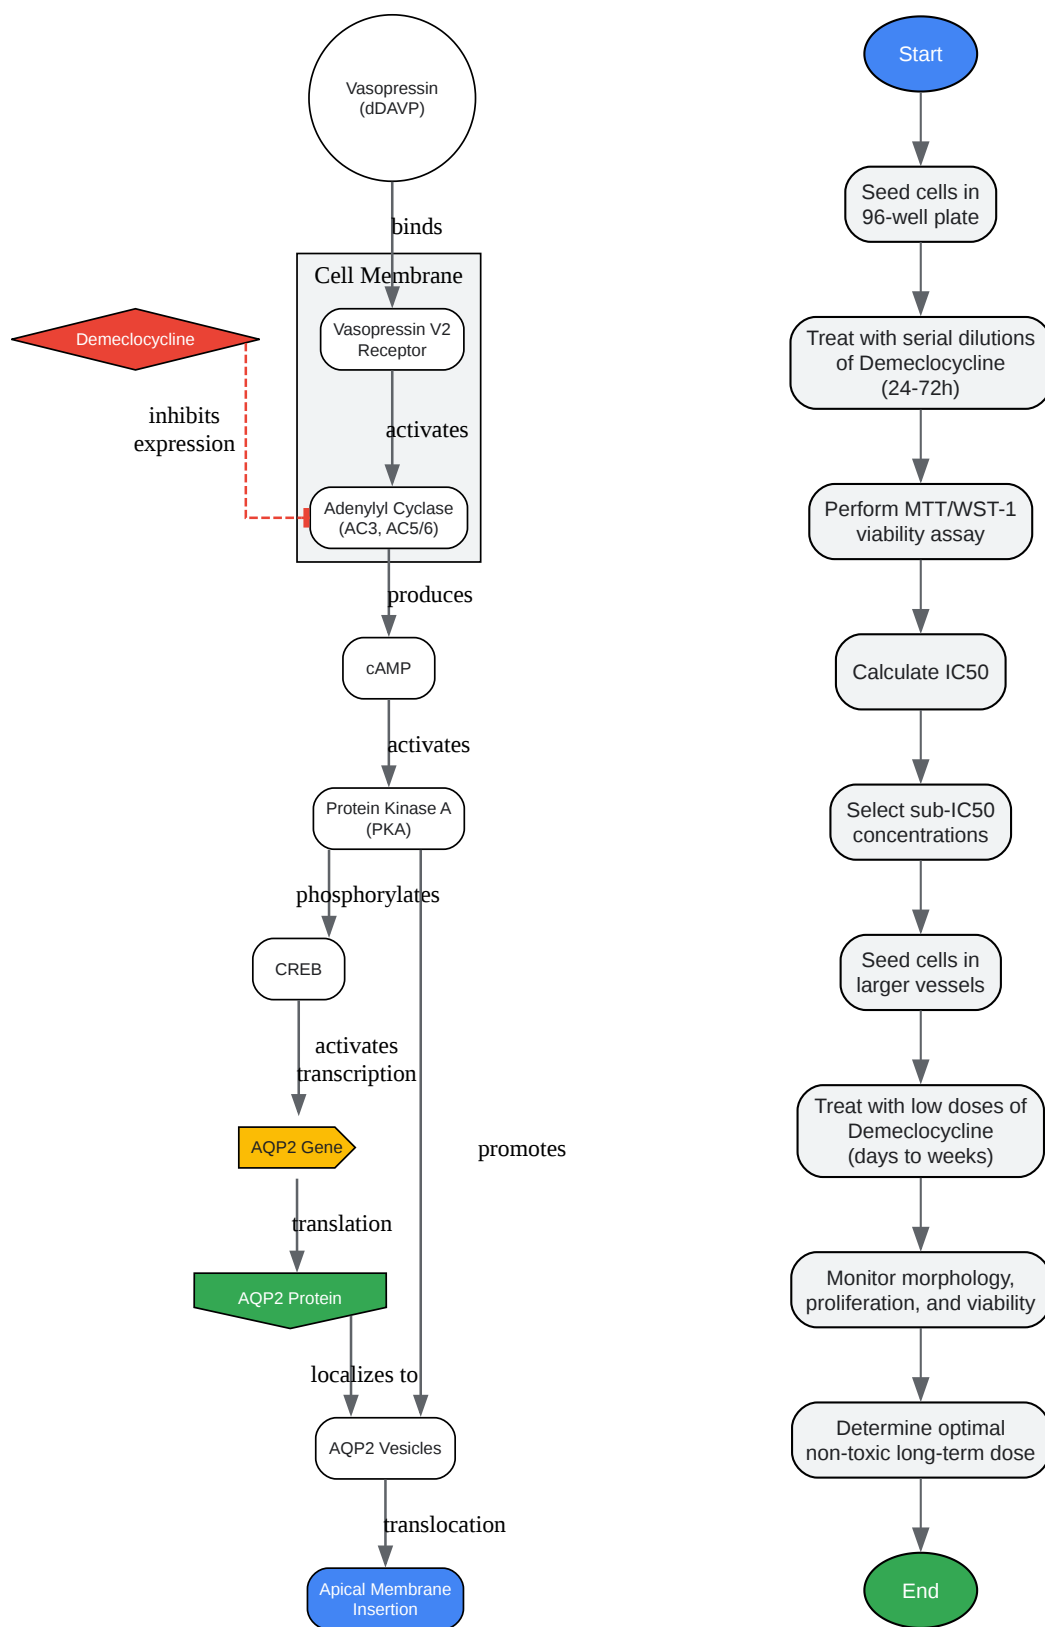 Vasopressin
(dDAVP)
binds
Cell Membrane
Vasopressin V2
Receptor
Demeclocycline
inhibits
expression
activates
Adenylyl Cyclase
(AC3, AC5/6)
produces
cAMP
activates
Protein Kinase A
(PKA)
phosphorylates
CREB
activates
transcription
AQP2 Gene
promotes
translation
AQP2 Protein
localizes to
AQP2 Vesicles
translocation
Apical Membrane
Insertion
Start
Seed cells in
96-well plate
Treat with serial dilutions
of Demeclocycline
(24-72h)
Perform MTT/WST-1
viability assay
Calculate IC50
Select sub-IC50
concentrations
Seed cells in
larger vessels
Treat with low doses of
Demeclocycline
(days to weeks)
Monitor morphology,
proliferation, and viability
Determine optimal
non-toxic long-term dose
End